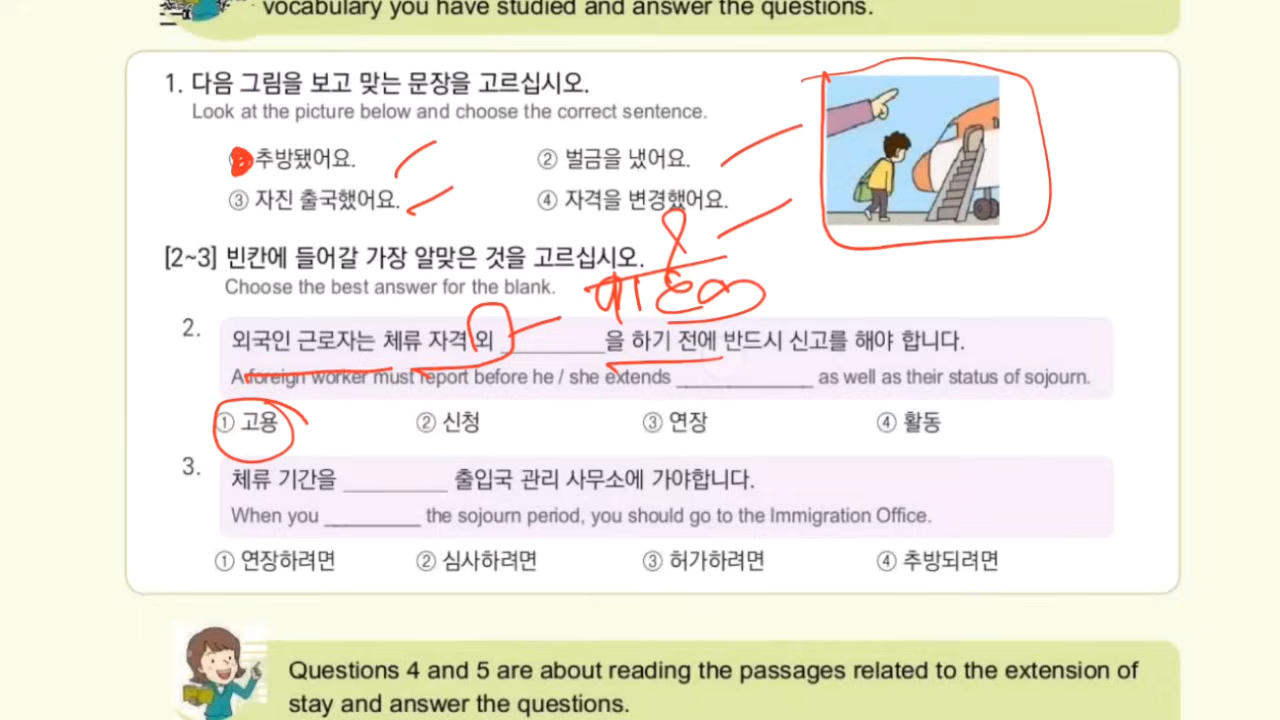 vocabulary you have studied and answer the questions.
1. 다음 그림을 보고 맞는 문장을 고르십시오.
Look at the picture below and choose the correct sentence.
추방됐어요. ② 벌금을 냈어요.
③ 자진 출국했어요. ④ 자격을 변경했어요.
[2~3] 빈칸에 들어갈 가장 알맞은 것을 고르십시오.
Choose the best answer for the blank.
2. 외국인 근로자는 체류 자격 외 __________을 하기 전에 반드시 신고를 해야 합니다.
A foreign worker must report before he / she extends _____________ as well as their status of sojourn.
① 고용 ② 신청 ③ 연장 ④ 활동
3. 체류 기간을 __________ 출입국 관리 사무소에 가야합니다.
When you __________ the sojourn period, you should go to the Immigration Office.
① 연장하려면 ② 심사하려면 ③ 허가하려면 ④ 추방되려면
Questions 4 and 5 are about reading the passages related to the extension of
stay and answer the questions.